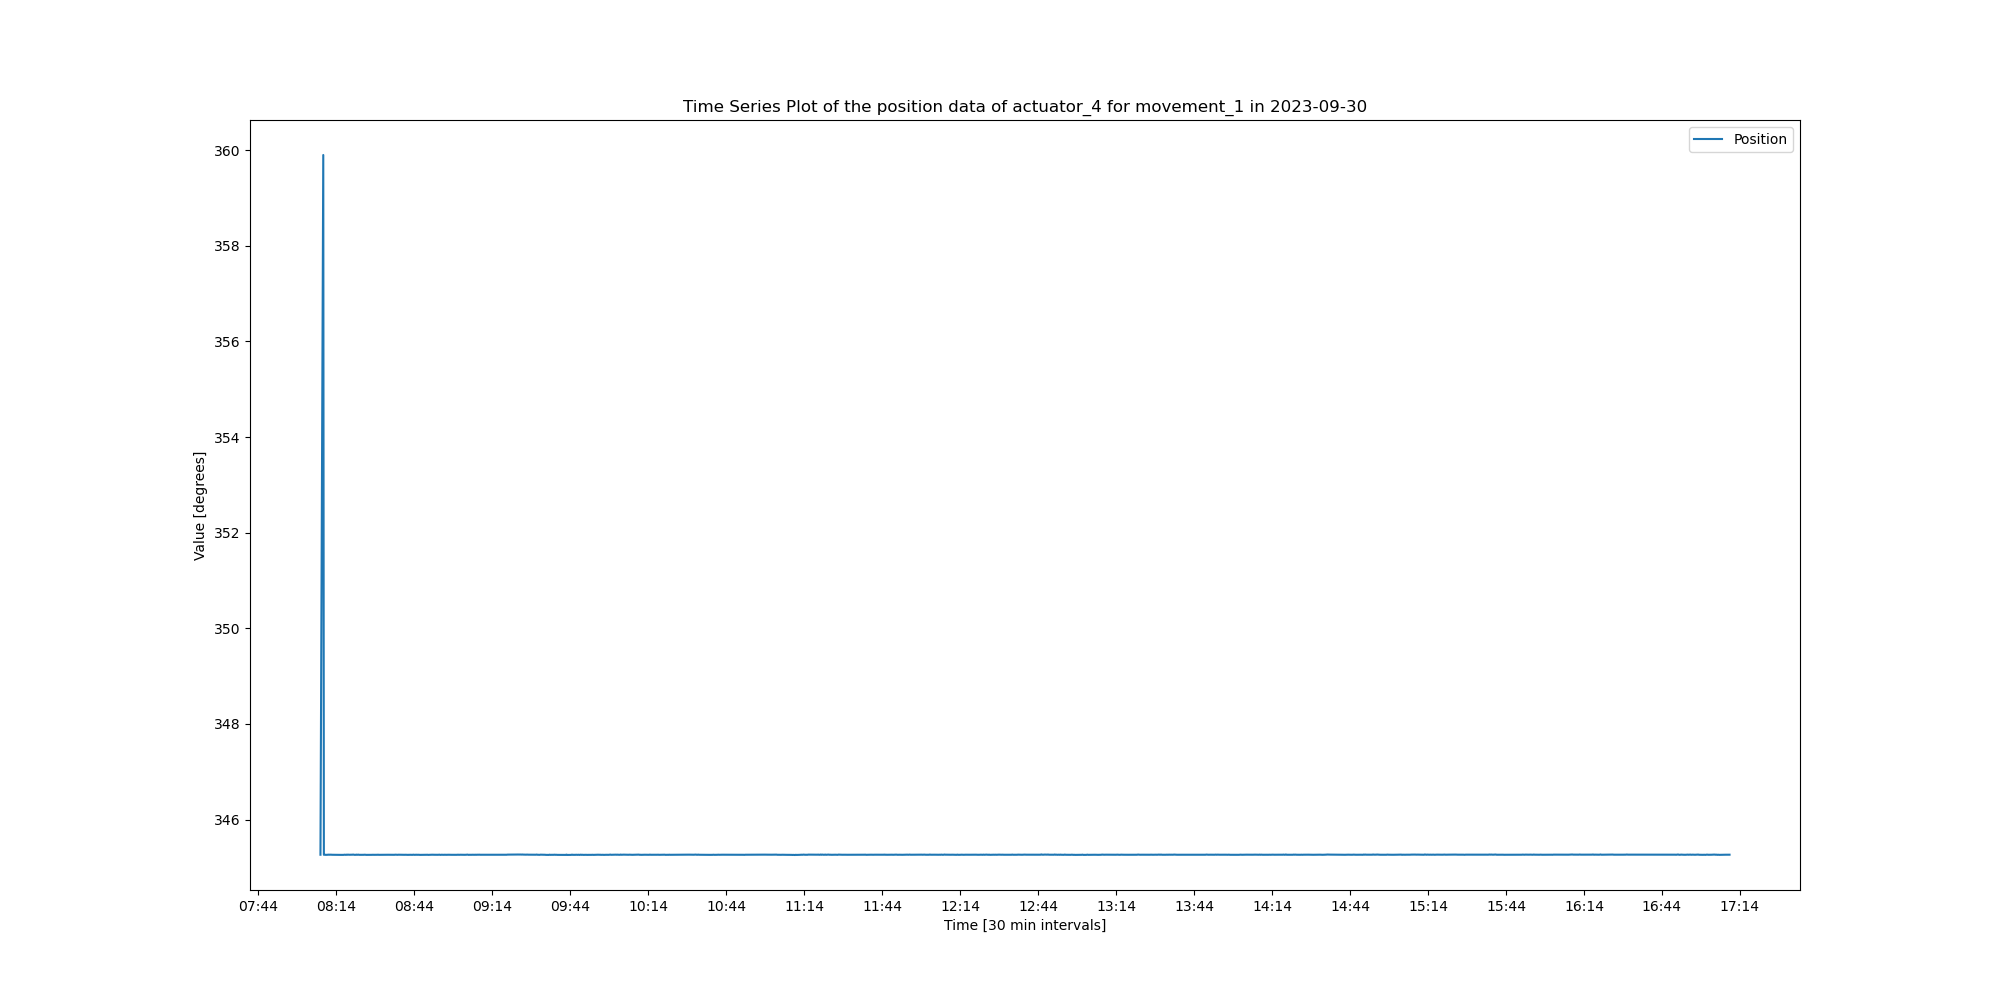 Time Series Plot of the position data of actuator_4 for movement_1 in 2023-09-30
Position
360
358
356
354
352
350
348
346
Value [degrees]
07:44 08:14 08:44 09:14 09:44 10:14 10:44 11:14 11:44 12:14 12:44 13:14 13:44 14:14 14:44 15:14 15:44 16:14 16:44 17:14
Time [30 min intervals]